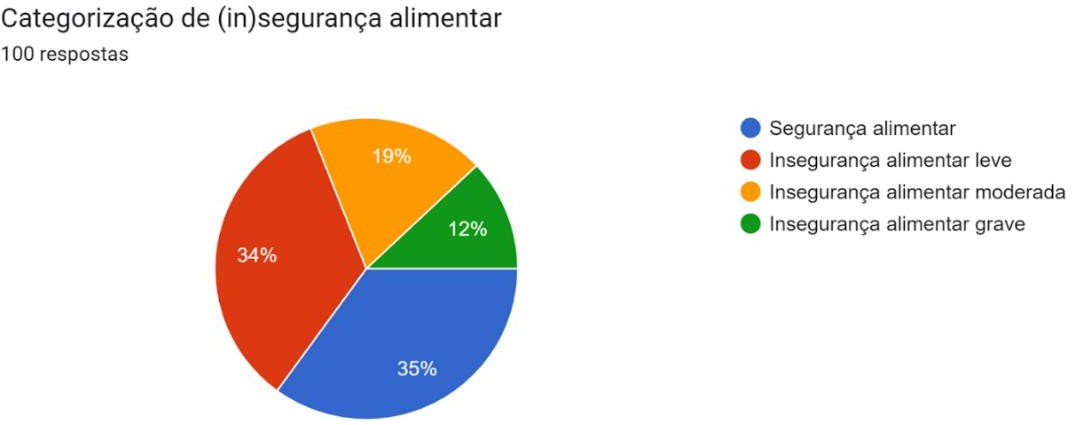 Categorização de (in)segurança alimentar
100 respostas
19%
12%
34%
35%
Segurança alimentar
Insegurança alimentar leve
Insegurança alimentar moderada
Insegurança alimentar grave